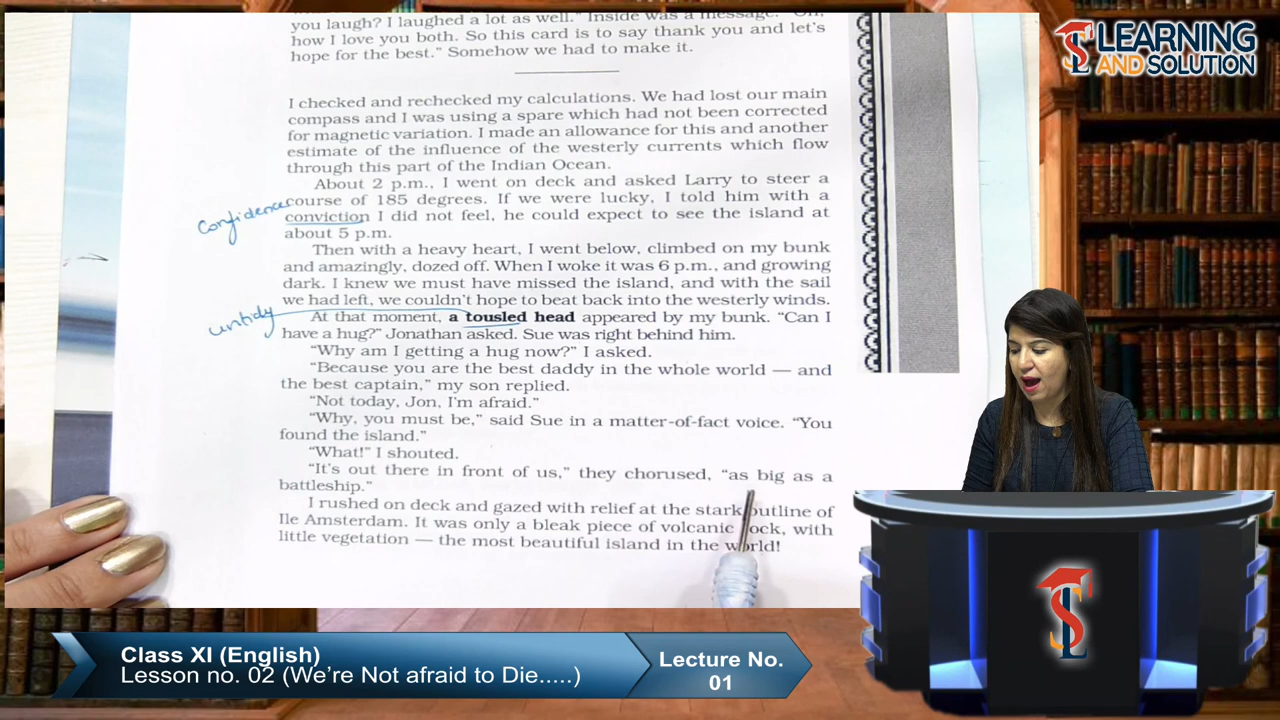 you laugh? I laughed a lot as well.” Inside was a message. “Oh,
how I love you both. So this card is to say thank you and let’s
hope for the best.” Somehow we had to make it.
I checked and rechecked my calculations. We had lost our main
compass and I was using a spare which had not been corrected
for magnetic variation. I made an allowance for this and another
estimate of the influence of the westerly currents which flow
through this part of the Indian Ocean.
About 2 p.m., I went on deck and asked Larry to steer a
course of 185 degrees. If we were lucky, I told him with a
conviction I did not feel, he could expect to see the island at
about 5 p.m.
Then with a heavy heart, I went below, climbed on my bunk
and amazingly, dozed off. When I woke it was 6 p.m., and growing
dark. I knew we must have missed the island, and with the sail
we had left, we couldn’t hope to beat back into the westerly winds.
At that moment, a tousled head appeared by my bunk. “Can I
have a hug?” Jonathan asked. Sue was right behind him.
“Why am I getting a hug now?” I asked.
“Because you are the best daddy in the whole world — and
the best captain,” my son replied.
“Not today, Jon, I’m afraid.”
“Why, you must be,” said Sue in a matter-of-fact voice. “You
found the island.”
“What!” I shouted.
“It’s out there in front of us,” they chorused, “as big as a
battleship.”
I rushed on deck and gazed with relief at the stark outline of
Ile Amsterdam. It was only a bleak piece of volcanic rock, with
little vegetation — the most beautiful island in the world!
Confidence
untidy
LEARNING
AND SOLUTION
Class XI (English)
Lesson no. 02 (We’re Not afraid to Die.....)
Lecture No.
01